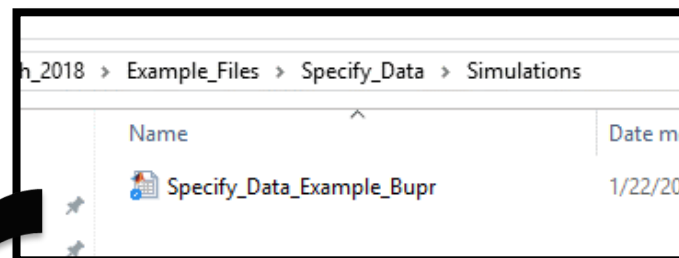 h_2018 > Example_Files > Specify_Data > Simulations
Name Date m
Specify_Data_Example_Bupr 1/22/20